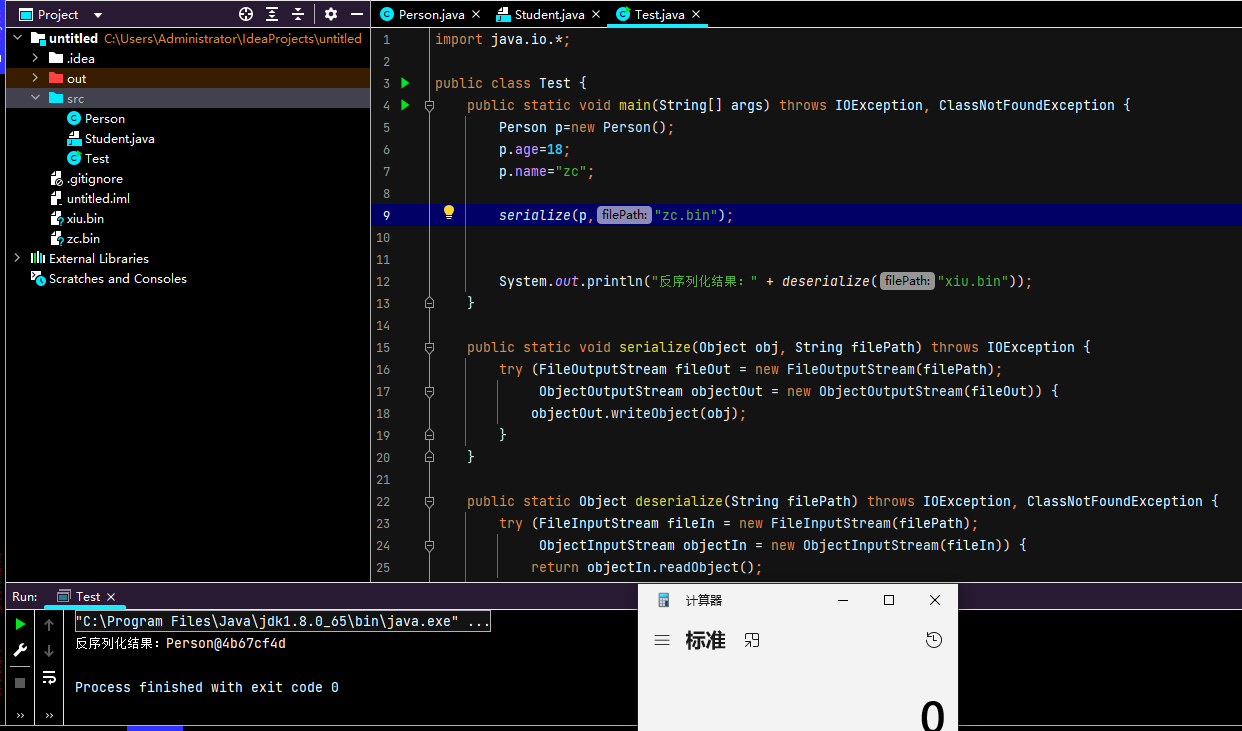 Project
Person.java
Student.java
Test.java
untitled C:\Users\Administrator\IdeaProjects\untitled
.idea
out
src
Person
Student.java
Test
.gitignore
untitled.iml
xiu.bin
zc.bin
External Libraries
Scratches and Consoles
1 import java.io.*;
2
3 public class Test {
4 public static void main(String[] args) throws IOException, ClassNotFoundException {
5 Person p=new Person();
6 p.age=18;
7 p.name="zc";
8
9 serialize(p, filePath: "zc.bin");
10
11
12 System.out.println("反序列化结果：" + deserialize( filePath: "xiu.bin"));
13 }
14
15 public static void serialize(Object obj, String filePath) throws IOException {
16 try (FileOutputStream fileOut = new FileOutputStream(filePath);
17 ObjectOutputStream objectOut = new ObjectOutputStream(fileOut)) {
18 objectOut.writeObject(obj);
19 }
20 }
21
22 public static Object deserialize(String filePath) throws IOException, ClassNotFoundException {
23 try (FileInputStream fileIn = new FileInputStream(filePath);
24 ObjectInputStream objectIn = new ObjectInputStream(fileIn)) {
25 return objectIn.readObject();
Run: Test
"C:\Program Files\Java\jdk1.8.0_65\bin\java.exe" ...
反序列化结果：Person@4b67cf4d
Process finished with exit code 0
计算器
标准
0